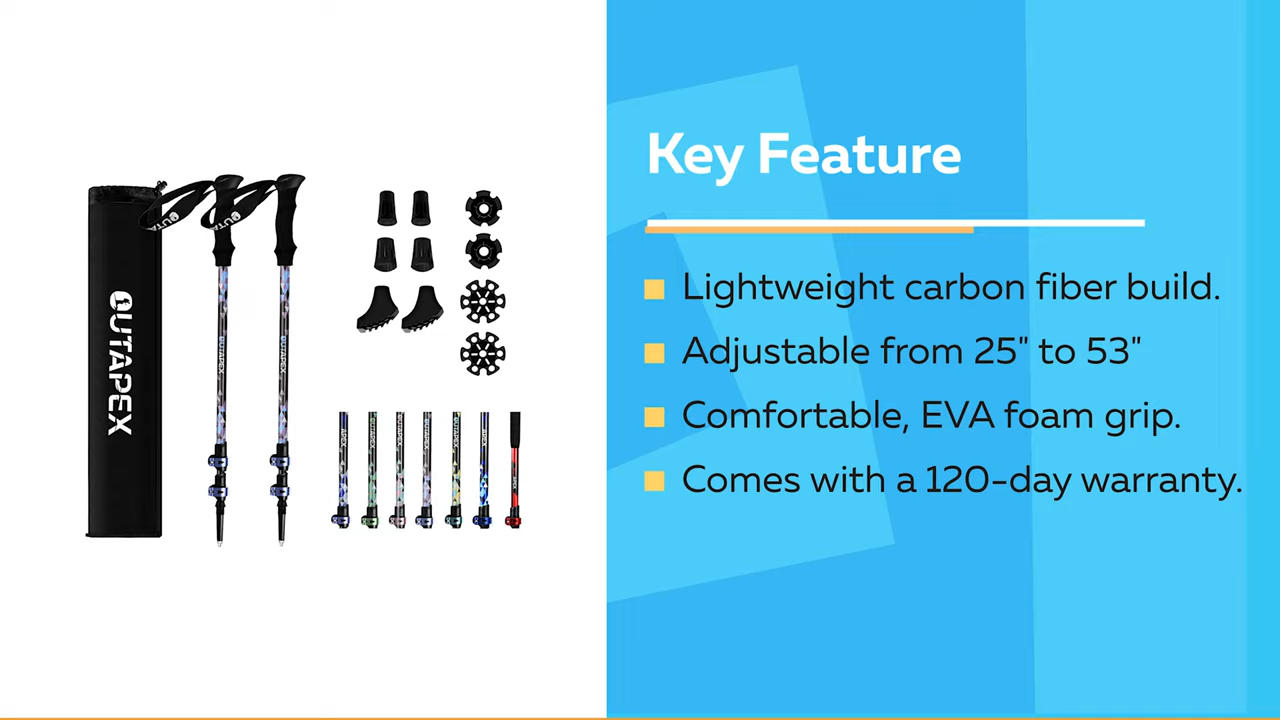 OUTAPEX
Key Feature
Lightweight carbon fiber build.
Adjustable from 25" to 53"
Comfortable, EVA foam grip.
Comes with a 120-day warranty.